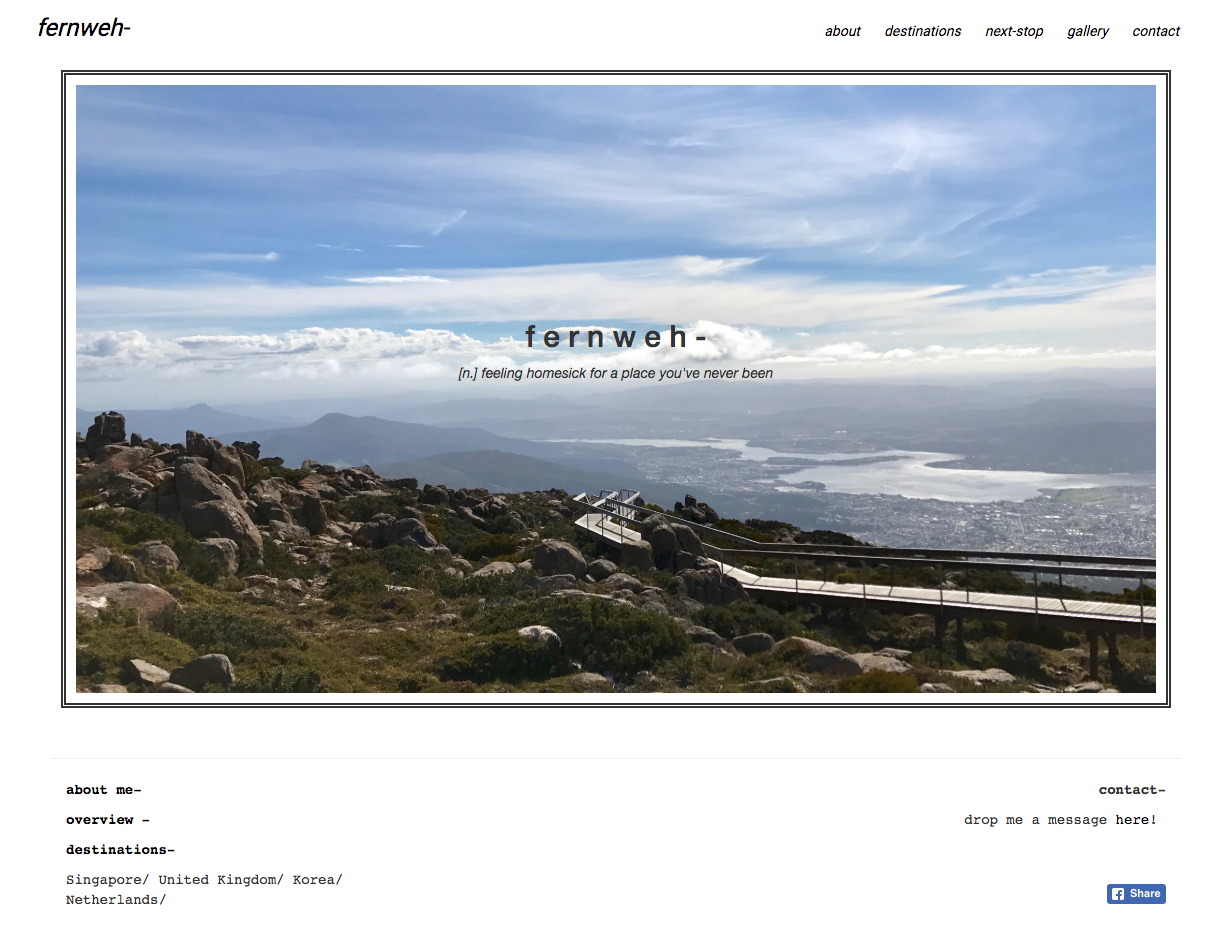 fernweh-
about destinations next-stop gallery contact
fernweh-
[n.] feeling homesick for a place you've never been
about me-
contact-
overview -
drop me a message here!
destinations-
Singapore/ United Kingdom/ Korea/
Netherlands/
Share